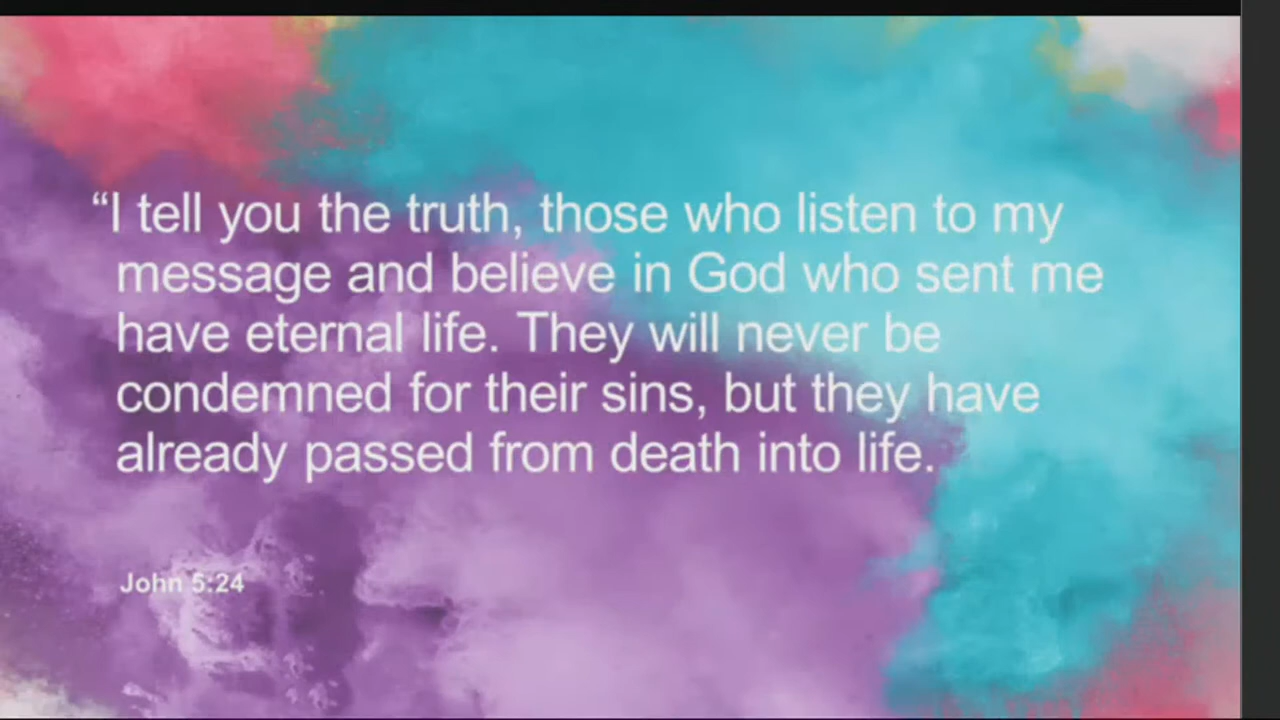 “I tell you the truth, those who listen to my
message and believe in God who sent me
have eternal life. They will never be
condemned for their sins, but they have
already passed from death into life.
John 5:24